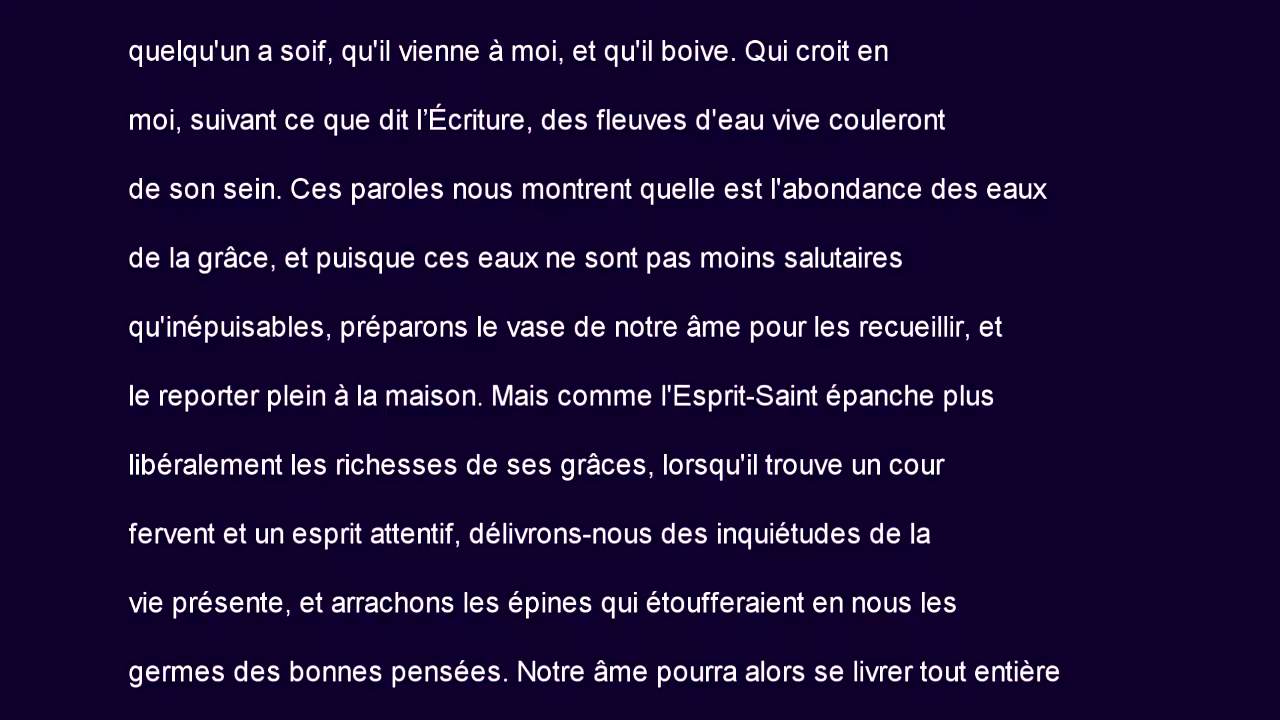 quelqu'un a soif, qu'il vienne à moi, et qu'il boive. Qui croit en
moi, suivant ce que dit l’Écriture, des fleuves d'eau vive couleront
de son sein. Ces paroles nous montrent quelle est l'abondance des eaux
de la grâce, et puisque ces eaux ne sont pas moins salutaires
qu'inépuisables, préparons le vase de notre âme pour les recueillir, et
le reporter plein à la maison. Mais comme l'Esprit-Saint épanche plus
libéralement les richesses de ses grâces, lorsqu'il trouve un cour
fervent et un esprit attentif, délivrons-nous des inquiétudes de la
vie présente, et arrachons les épines qui étoufferaient en nous les
germes des bonnes pensées. Notre âme pourra alors se livrer tout entière